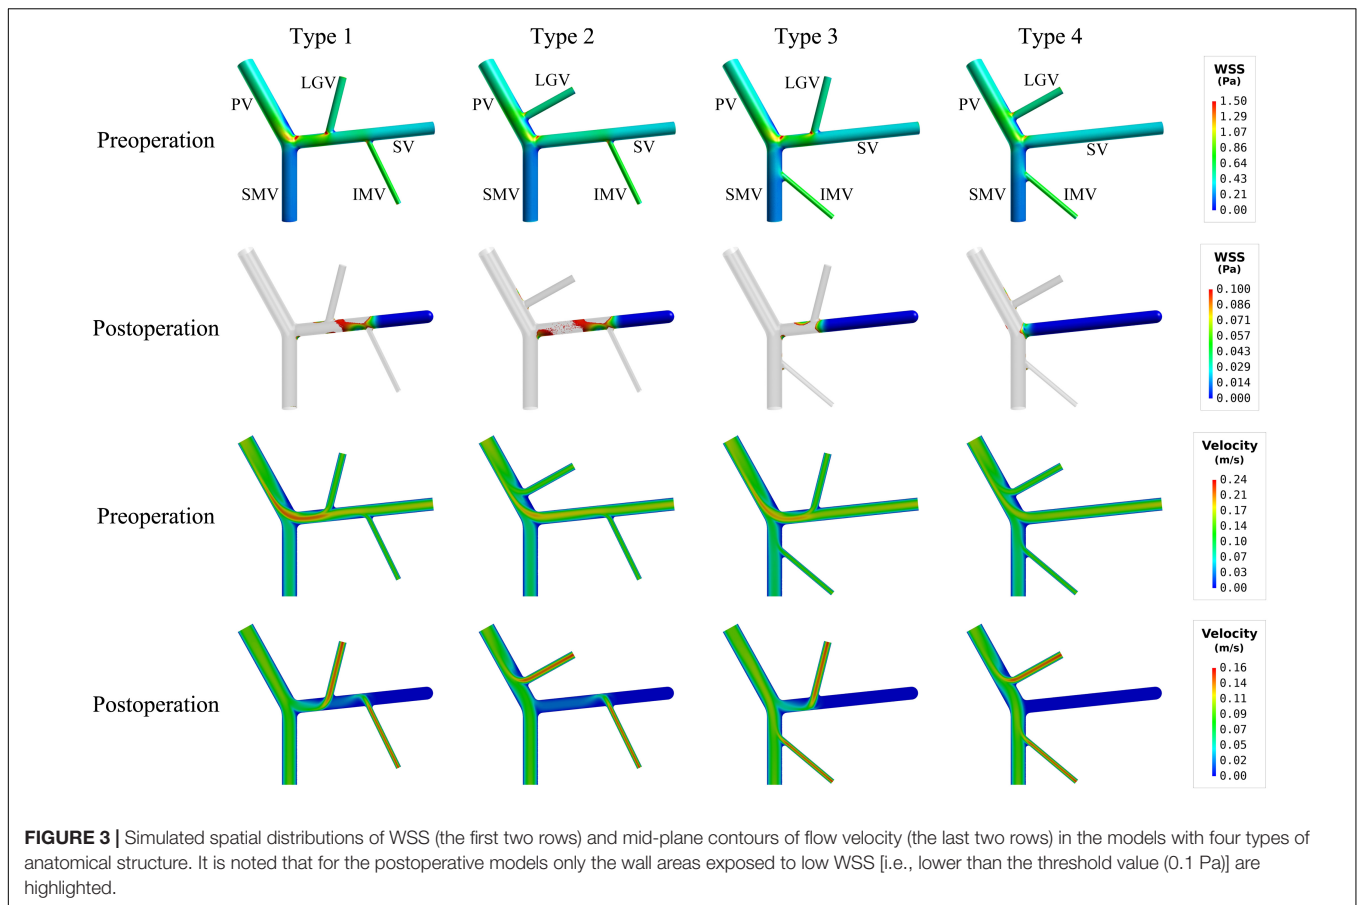 Type 1 Type 2 Type 3 Type 4
Preoperation
PV LGV SV SMV IMV
PV LGV SV SMV IMV
PV LGV SV SMV IMV
PV LGV SV SMV IMV
WSS
(Pa)
1.50
1.29
1.07
0.86
0.64
0.43
0.21
0.00
Postoperation
WSS
(Pa)
0.100
0.086
0.071
0.057
0.043
0.029
0.014
0.000
Preoperation
Velocity
(m/s)
0.24
0.21
0.17
0.14
0.10
0.07
0.03
0.00
Postoperation
Velocity
(m/s)
0.16
0.14
0.11
0.09
0.07
0.05
0.02
0.00
FIGURE 3 | Simulated spatial distributions of WSS (the first two rows) and mid-plane contours of flow velocity (the last two rows) in the models with four types of
anatomical structure. It is noted that for the postoperative models only the wall areas exposed to low WSS [i.e., lower than the threshold value (0.1 Pa)] are
highlighted.